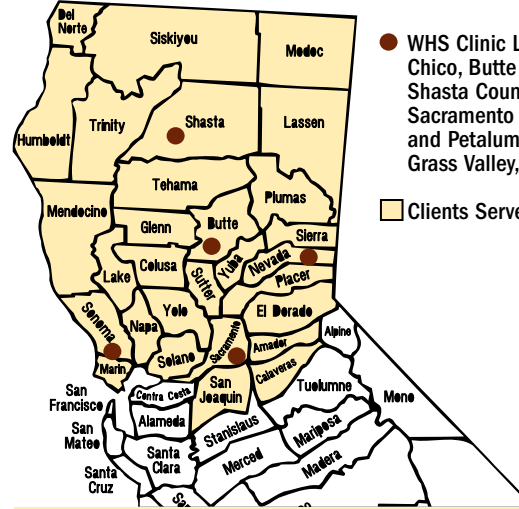 Del
Norte
Siskiyou
Modoc
Humboldt
Trinity
Shasta
Lassen
Tehama
Mendocino
Plumas
Glenn
Butte
Sierra
Lake
Colusa
Sutter
Yuba
Nevada
Placer
Sonoma
Napa
Yolo
El Dorado
Sacramento
Alpine
Marin
Solano
Amador
Calaveras
San
Joaquin
Tuolumne
Mono
San
Francisco
Contra Costa
Alameda
Stanislaus
Mariposa
San
Mateo
Santa
Clara
Merced
Madera
Santa
Cruz
WHS Clinic L
Chico, Butte
Shasta Coun
Sacramento
and Petalum
Grass Valley,
Clients Serve